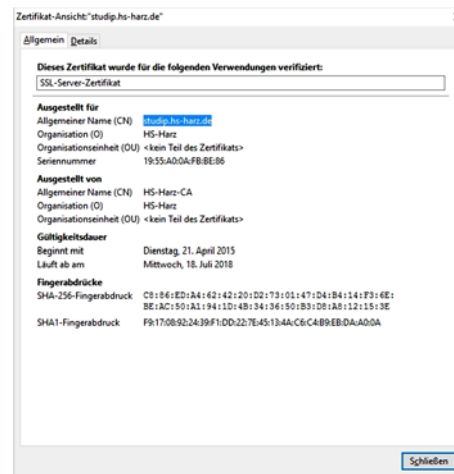 Zertifikat-Ansicht:"studip.hs-harz.de"
Allgemein Details
Dieses Zertifikat wurde für die folgenden Verwendungen verifiziert:
SSL-Server-Zertifikat
Ausgestellt für
Allgemeiner Name (CN) studip.hs-harz.de
Organisation (O) HS-Harz
Organisationseinheit (OU) <kein Teil des Zertifikats>
Seriennummer 19:55:A0:0A:FB:BE:86
Ausgestellt von
Allgemeiner Name (CN) HS-Harz-CA
Organisation (O) HS-Harz
Organisationseinheit (OU) <kein Teil des Zertifikats>
Gültigkeitsdauer
Beginnt mit Dienstag, 21. April 2015
Läuft ab am Mittwoch, 18. Juli 2018
Fingerabdrücke
SHA-256-Fingerabdruck C8:86:ED:A4:62:42:20:D2:73:01:47:D4:B4:14:F3:6E:
BE:AC:50:A1:94:1D:4B:34:36:50:B3:D8:A8:12:15:3E
SHA1-Fingerabdruck F9:17:08:92:24:39:F1:DD:22:7E:45:13:4A:C6:C4:B9:EB:DA:A0:0A
Schließen